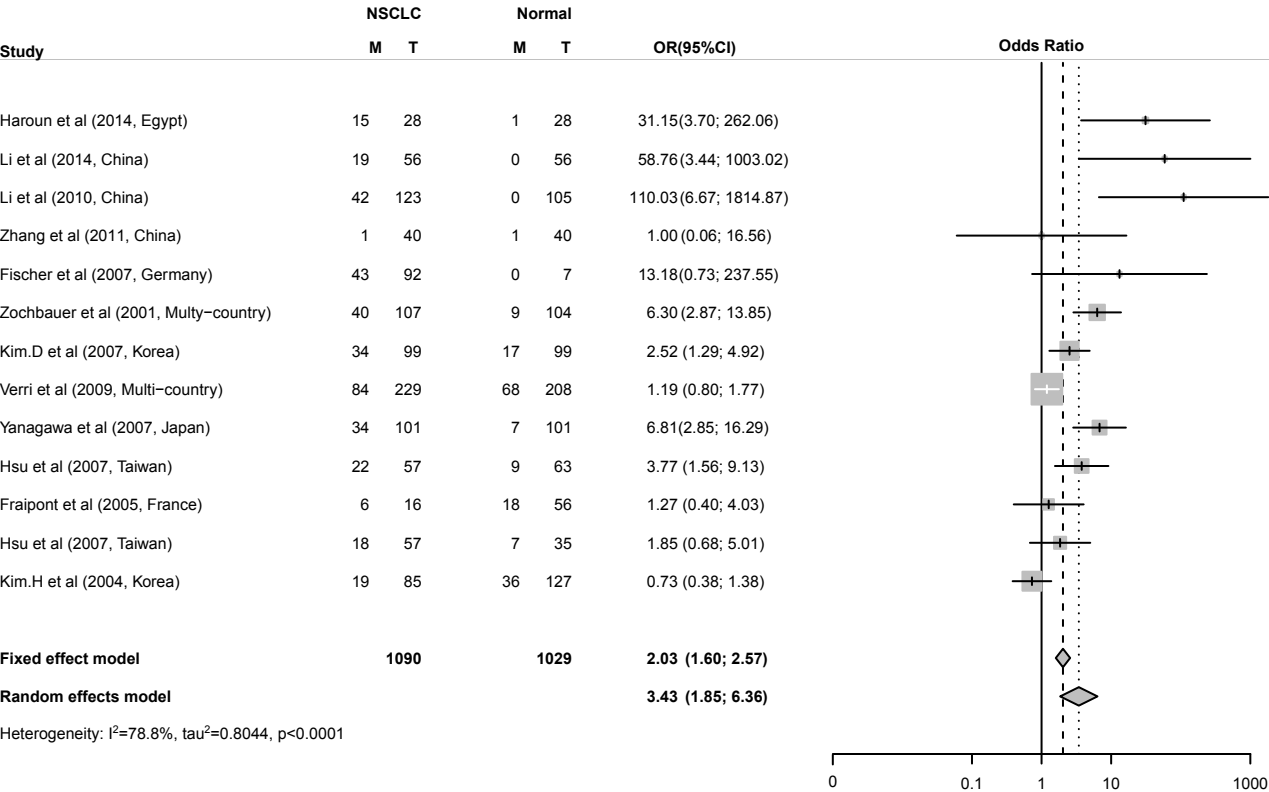 NSCLC Normal
Study M T M T OR(95%CI) Odds Ratio
Haroun et al (2014, Egypt) 15 28 1 28 31.15(3.70; 262.06)
Li et al (2014, China) 19 56 0 56 58.76(3.44; 1003.02)
Li et al (2010, China) 42 123 0 105 110.03(6.67; 1814.87)
Zhang et al (2011, China) 1 40 1 40 1.00 (0.06; 16.56)
Fischer et al (2007, Germany) 43 92 0 7 13.18(0.73; 237.55)
Zochbauer et al (2001, Multy−country) 40 107 9 104 6.30 (2.87; 13.85)
Kim.D et al (2007, Korea) 34 99 17 99 2.52 (1.29; 4.92)
Verri et al (2009, Multi−country) 84 229 68 208 1.19 (0.80; 1.77)
Yanagawa et al (2007, Japan) 34 101 7 101 6.81(2.85; 16.29)
Hsu et al (2007, Taiwan) 22 57 9 63 3.77 (1.56; 9.13)
Fraipont et al (2005, France) 6 16 18 56 1.27 (0.40; 4.03)
Hsu et al (2007, Taiwan) 18 57 7 35 1.85 (0.68; 5.01)
Kim.H et al (2004, Korea) 19 85 36 127 0.73 (0.38; 1.38)
Fixed effect model 1090 1029 2.03 (1.60; 2.57)
Random effects model 3.43 (1.85; 6.36)
Heterogeneity: I²=78.8%, tau²=0.8044, p<0.0001
0 0.1 1 10 1000